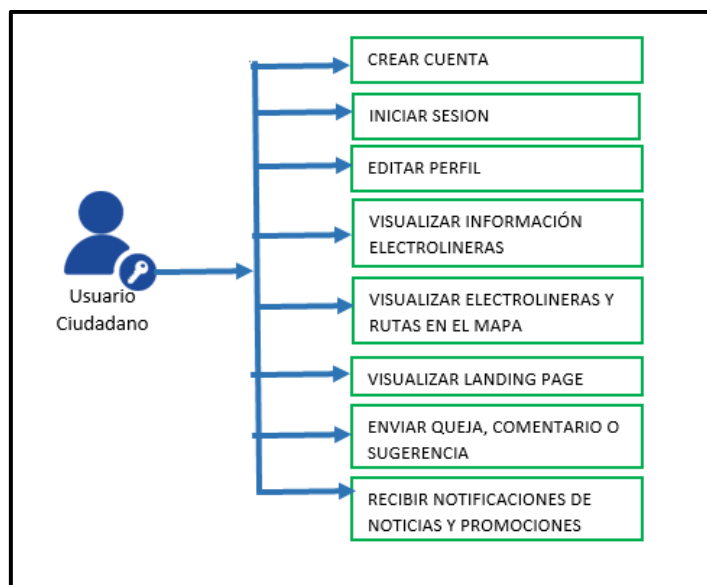 CREAR CUENTA
INICIAR SESION
EDITAR PERFIL
VISUALIZAR INFORMACIÓN
ELECTROLINERAS
Usuario
Ciudadano
VISUALIZAR ELECTROLINERAS Y
RUTAS EN EL MAPA
VISUALIZAR LANDING PAGE
ENVIAR QUEJA, COMENTARIO O
SUGERENCIA
RECIBIR NOTIFICACIONES DE
NOTICIAS Y PROMOCIONES